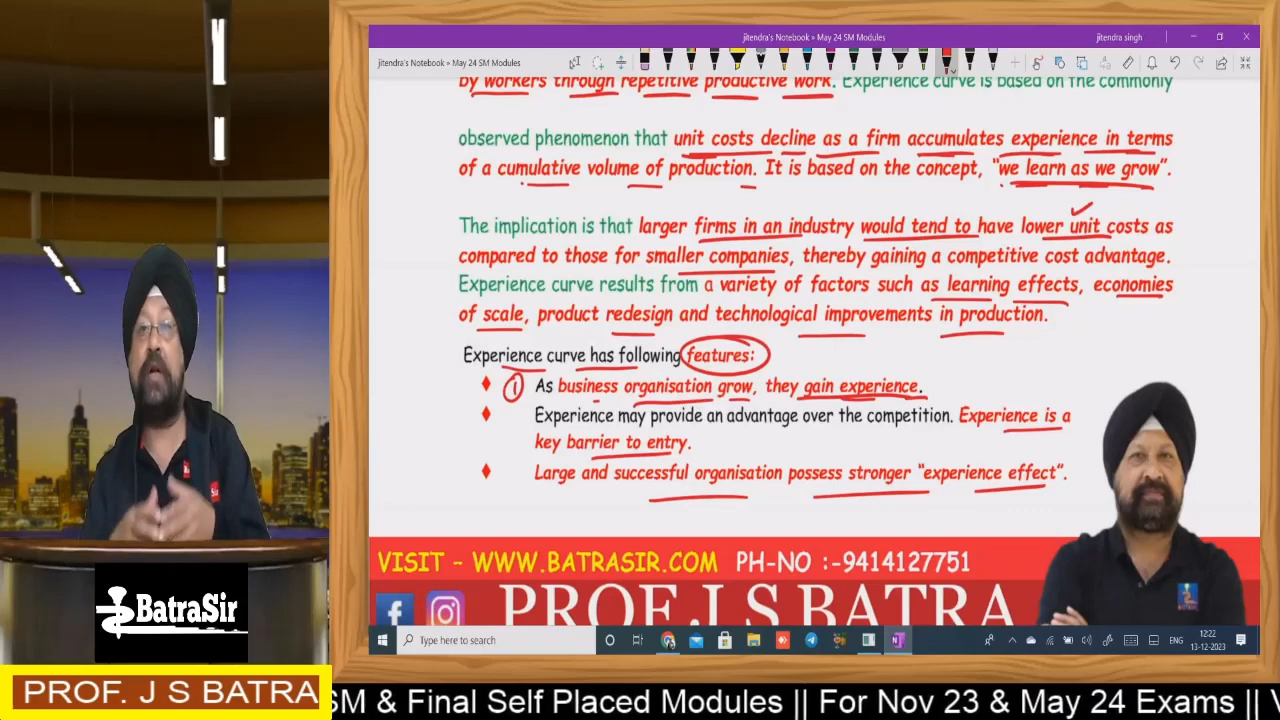 jitendra's Notebook » May 24 SM Modules
jitendra singh
jitendra's Notebook » May 24 SM Modules
by workers through repetitive productive work. Experience curve is based on the commonly
observed phenomenon that unit costs decline as a firm accumulates experience in terms
of a cumulative volume of production. It is based on the concept, “we learn as we grow”.
The implication is that larger firms in an industry would tend to have lower unit costs as
compared to those for smaller companies, thereby gaining a competitive cost advantage.
Experience curve results from a variety of factors such as learning effects, economies
of scale, product redesign and technological improvements in production.
Experience curve has following features:
1 As business organisation grow, they gain experience.
Experience may provide an advantage over the competition. Experience is a
key barrier to entry.
Large and successful organisation possess stronger “experience effect”.
VISIT - WWW.BATRASIR.COM PH-NO :-9414127751
PROF. J S BATRA
BatraSir
Type here to search
ENG
12:22
13-12-2023
PROF. J S BATRA
SM & Final Self Placed Modules || For Nov 23 & May 24 Exams ||